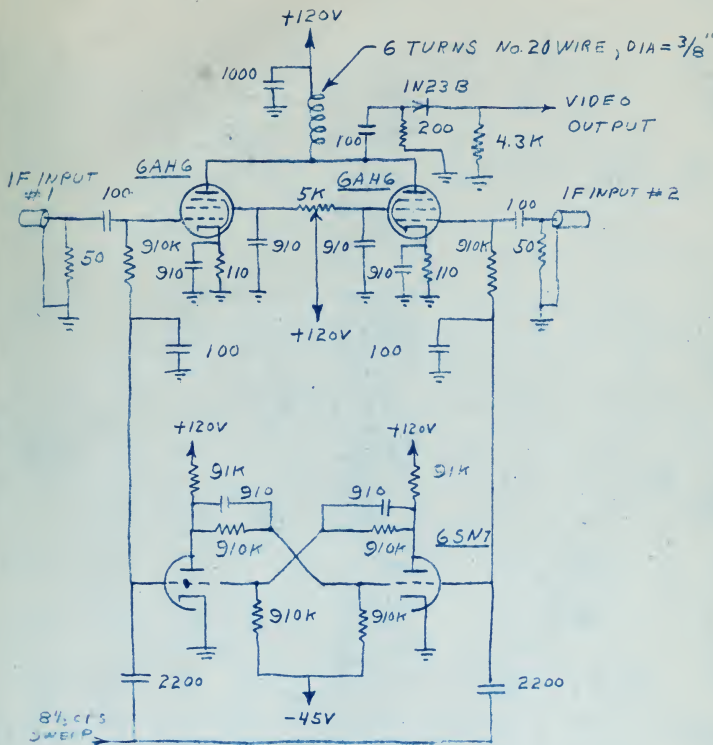 +120V
6 TURNS No. 20 WIRE, DIA = 3/8"
1000
1N23B
VIDEO
OUTPUT
100
200
4.3K
6AH6
6AH6
IF INPUT
#1
100
5K
100
IF INPUT #2
50
910K
910
110
910
910
910
110
910K
50
+120V
100
100
+120V
+120V
91K
91K
910
910
910K
910K
6SN7
910K
910K
2200
2200
-45V
SWEEP